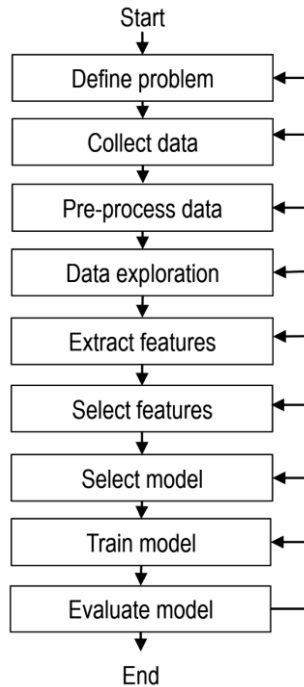 Start
Define problem
Collect data
Pre-process data
Data exploration
Extract features
Select features
Select model
Train model
Evaluate model
End